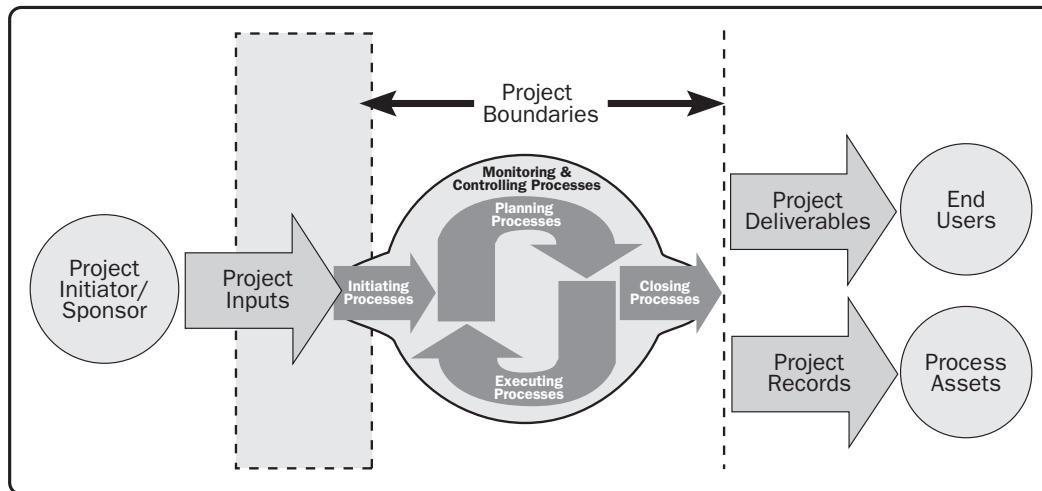 Project
Boundaries
Monitoring &
Controlling Processes
Planning
Processes
Project
Initiator/
Sponsor
Project
Inputs
Initiating
Processes
Closing
Processes
Executing
Processes
Project
Deliverables
End
Users
Project
Records
Process
Assets